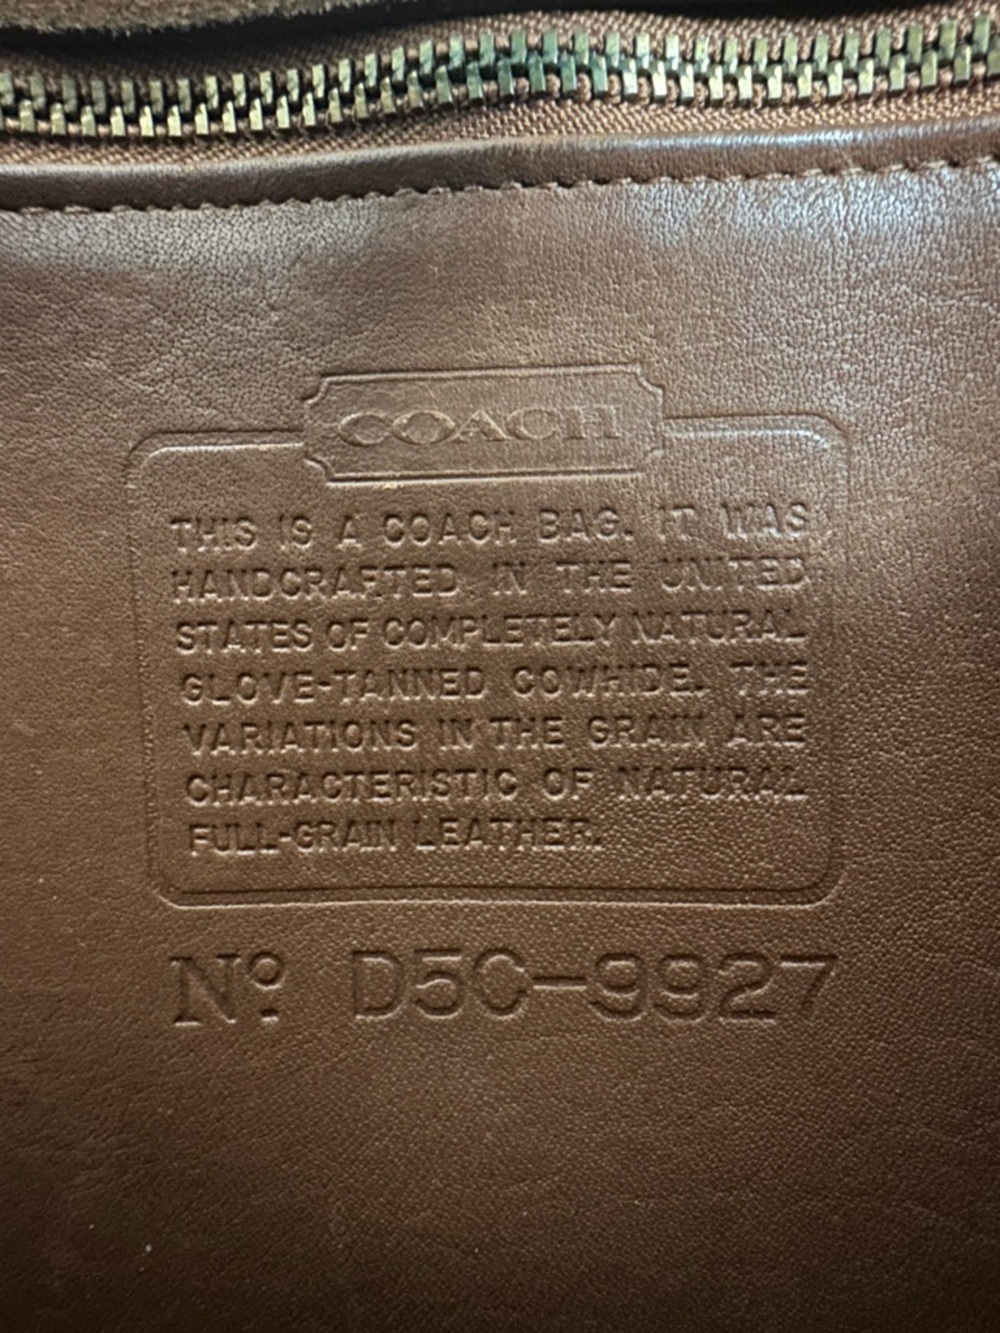 COACH
THIS IS A COACH BAG. IT WAS
HANDCRAFTED IN THE UNITED
STATES OF COMPLETELY NATURAL
GLOVE-TANNED COWHIDE. THE
VARIATIONS IN THE GRAIN ARE
CHARACTERISTIC OF NATURAL
FULL-GRAIN LEATHER.
Nº D5C-9927